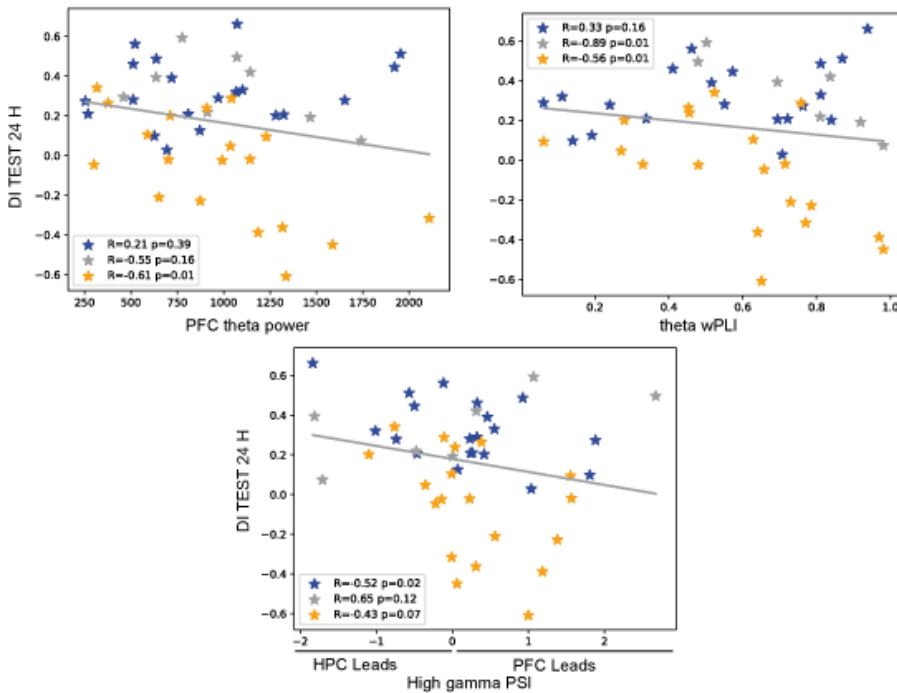 DI TEST 24 H
0.6
0.4
0.2
0.0
−0.2
−0.4
−0.6
R=0.21 p=0.39
R=-0.55 p=0.16
R=-0.61 p=0.01
250 500 750 1000 1250 1500 1750 2000
PFC theta power
0.6
0.4
0.2
0.0
−0.2
−0.4
−0.6
R=0.33 p=0.16
R=-0.89 p=0.01
R=-0.56 p=0.01
0.2 0.4 0.6 0.8 1.0
theta wPLI
DI TEST 24 H
0.6
0.4
0.2
0.0
−0.2
−0.4
−0.6
R=-0.52 p=0.02
R=0.65 p=0.12
R=-0.43 p=0.07
−2 −1 0 1 2
HPC Leads PFC Leads
High gamma PSI